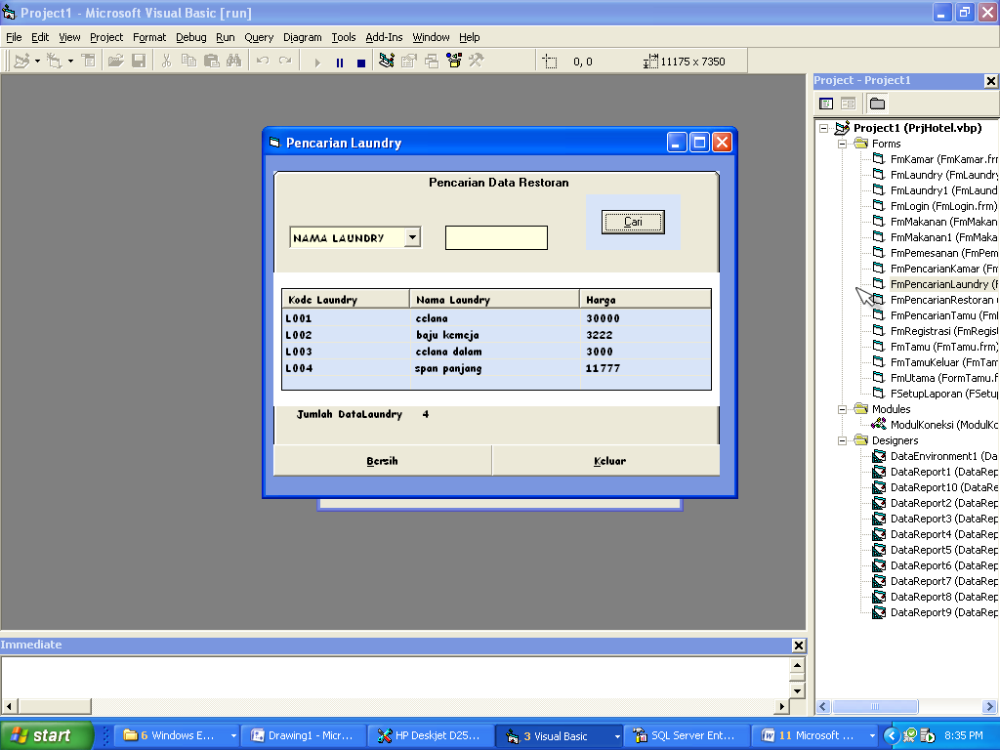 Project1 - Microsoft Visual Basic [run]
File Edit View Project Format Debug Run Query Diagram Tools Add-Ins Window Help
0, 0 11175 x 7350
Project - Project1
Project1 (PrjHotel.vbp)
Forms
FmKamar (FmKamar.frm
FmLaundry (FmLaundry
FmLaundry1 (FmLaund
FmLogin (FmLogin.frm)
FmMakanan (FmMakan
FmMakanan1 (FmMaka
FmPemesanan (FmPem
FmPencarianKamar (Fm
FmPencarianLaundry (F
FmPencarianRestoran
FmPencarianTamu (Fm
FmRegistrasi (FmRegist
FmTamu (FmTamu.frm)
FmTamuKeluar (FmTam
FmUtama (FormTamu.f
FSetupLaporan (FSetup
Modules
ModulKoneksi (ModulKo
Designers
DataEnvironment1 (Da
DataReport1 (DataRep
DataReport10 (DataRe
DataReport2 (DataRep
DataReport3 (DataRep
DataReport4 (DataRep
DataReport5 (DataRep
DataReport6 (DataRep
DataReport7 (DataRep
DataReport8 (DataRep
DataReport9 (DataRep
Pencarian Laundry
Pencarian Data Restoran
NAMA LAUNDRY
Cari
Kode Laundry Nama Laundry Harga
L001 celana 30000
L002 baju kemeja 3222
L003 celana dalam 3000
L004 span panjang 11777
Jumlah DataLaundry 4
Bersih Keluar
Immediate
start 6 Windows E... Drawing1 - Micr... HP Deskjet D25... 3 Visual Basic SQL Server Ent... 11 Microsoft ... 8:35 PM